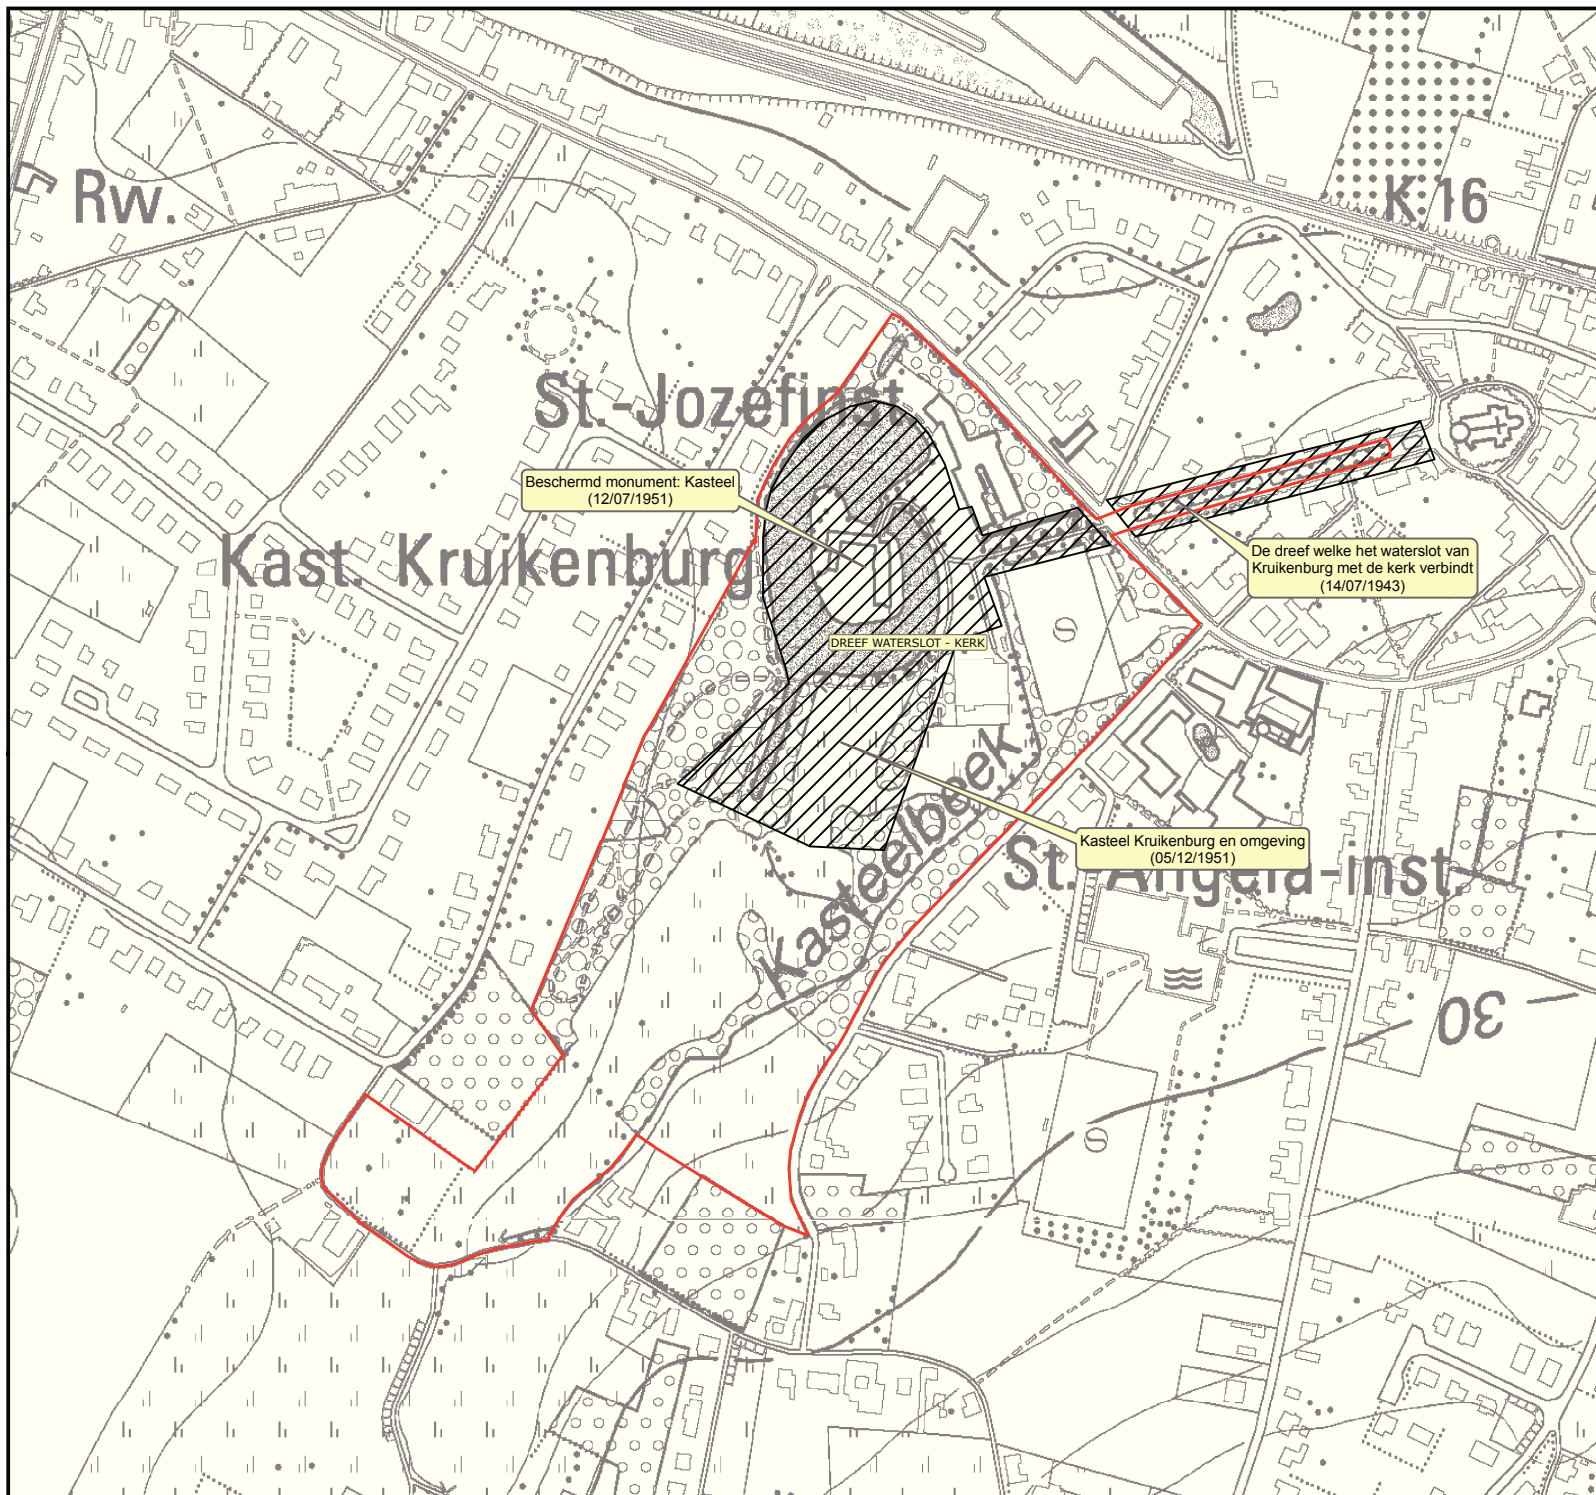 Rw.
K 16
St.-Jozefinst.
Beschermd monument: Kasteel
(12/07/1951)
Kast. Kruikenburg
De dreef welke het waterslot van
Kruikenburg met de kerk verbindt
(14/07/1943)
DREEF WATERSLOT - KERK
Kasteelbeek
Kasteel Kruikenburg en omgeving
(05/12/1951)
St.-Angela-inst.
30